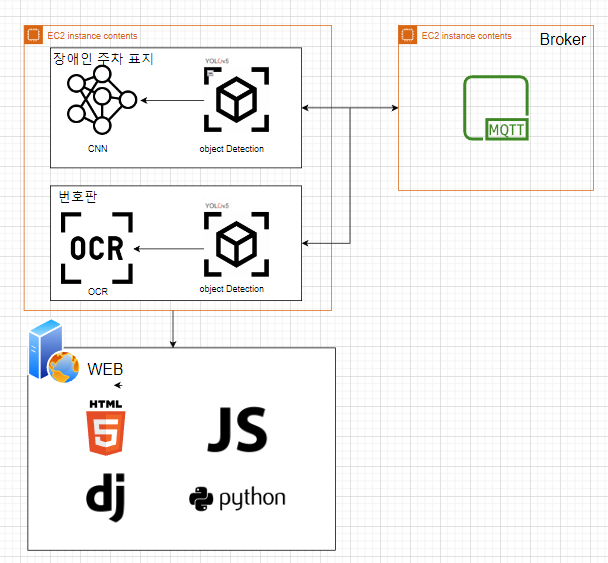 EC2 instance contents
장애인 주차 표지
YOLOv5
CNN
object Detection
번호판
YOLOv5
OCR
OCR
object Detection
EC2 instance contents
Broker
MQTT
WEB
HTML
5
JS
dj
python